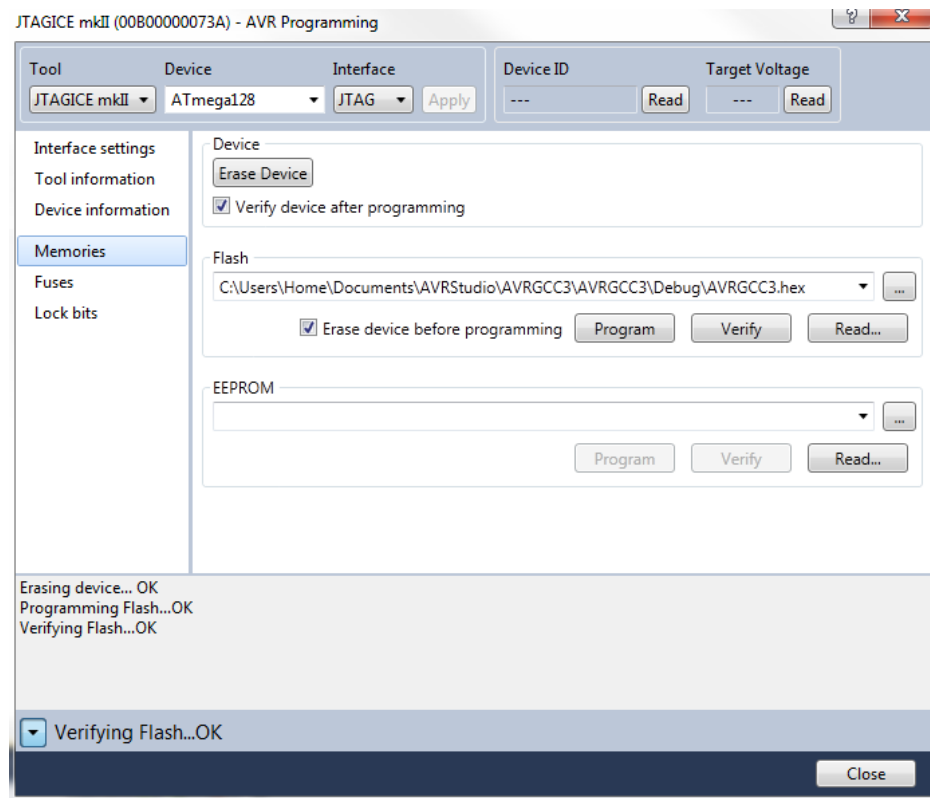 JTAGICE mkII (00B00000073A) - AVR Programming
Tool Device Interface Device ID Target Voltage
JTAGICE mkII ATmega128 JTAG Apply --- Read --- Read
Interface settings
Tool information
Device information
Memories
Fuses
Lock bits
Device
Erase Device
Verify device after programming
Flash
C:\Users\Home\Documents\AVRStudio\AVRGCC3\AVRGCC3\Debug\AVRGCC3.hex ...
Erase device before programming Program Verify Read...
EEPROM
...
Program Verify Read...
Erasing device... OK
Programming Flash...OK
Verifying Flash...OK
Verifying Flash...OK
Close